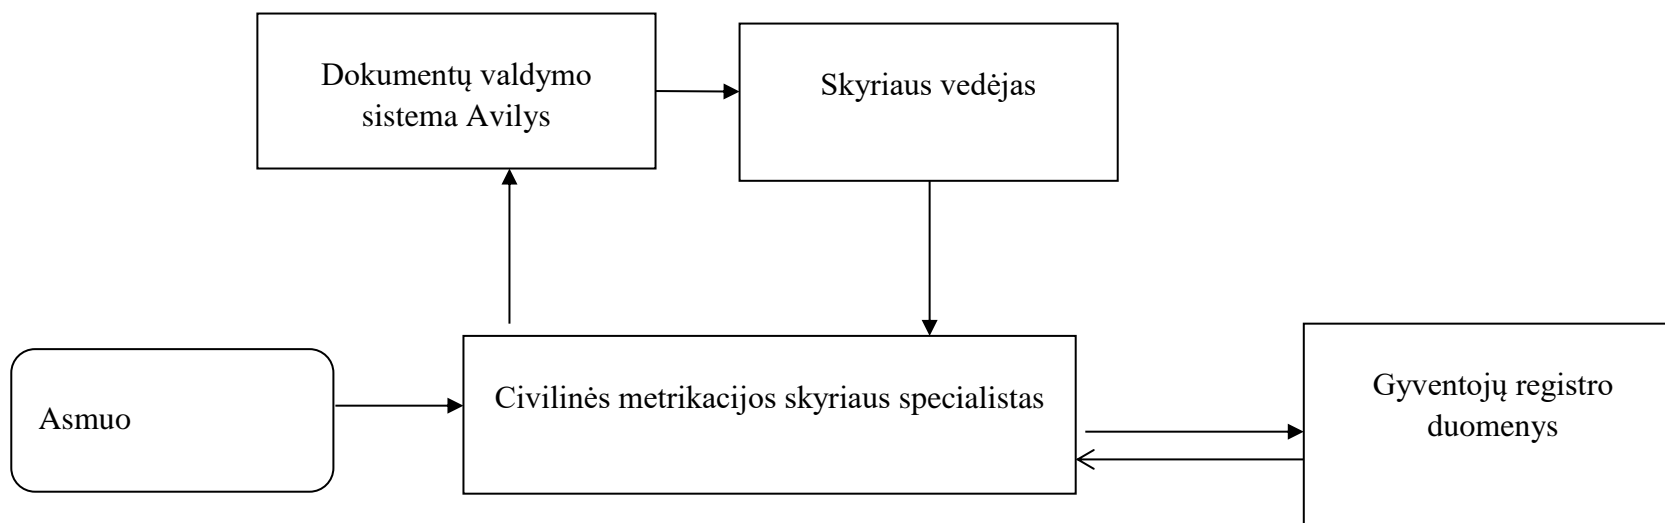 Dokumentų valdymo
sistema Avilys
Skyriaus vedėjas
Asmuo
Civilinės metrikacijos skyriaus specialistas
Gyventojų registro
duomenys